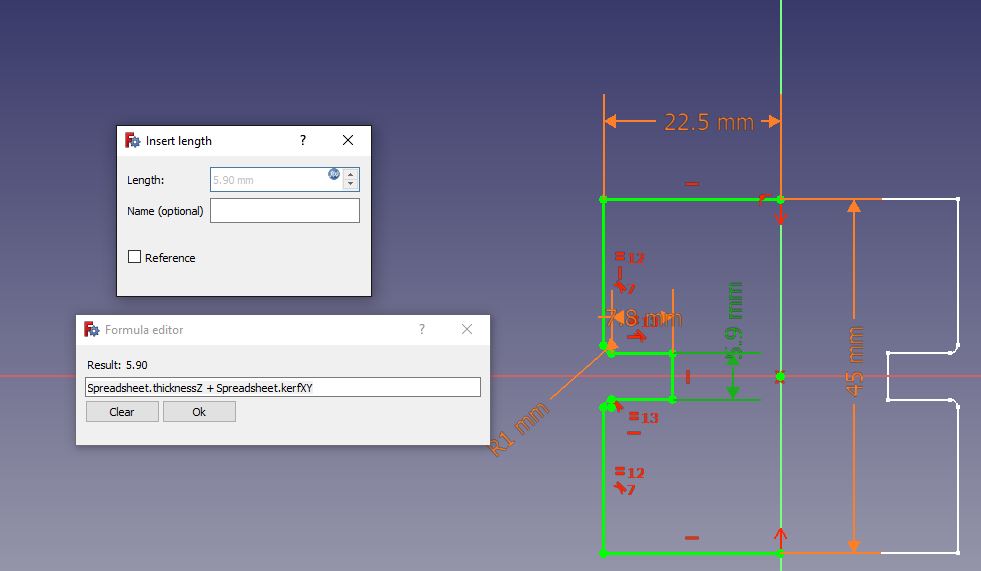 Insert length
?
Length:
5.90 mm
f(x)
Name (optional)
Reference
Formula editor
?
Result: 5.90
Spreadsheet.thicknessZ + Spreadsheet.kerfXY
Clear
Ok
22.5 mm
12
7
7.8 mm
5.9 mm
45 mm
R1 mm
13
12
7